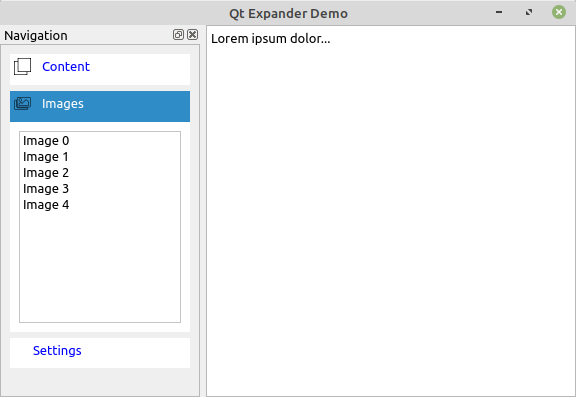 Qt Expander Demo
Navigation
Content
Images
Image 0
Image 1
Image 2
Image 3
Image 4
Settings
Lorem ipsum dolor...